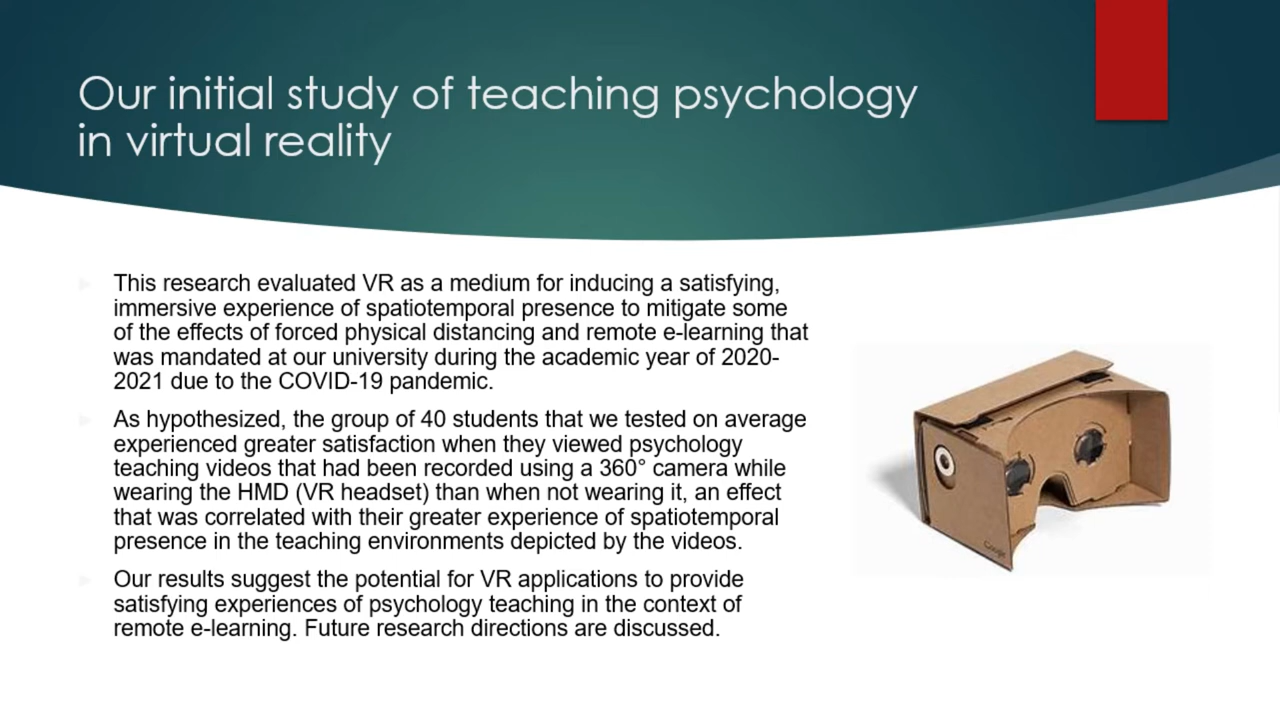 Our initial study of teaching psychology
in virtual reality
This research evaluated VR as a medium for inducing a satisfying,
immersive experience of spatiotemporal presence to mitigate some
of the effects of forced physical distancing and remote e-learning that
was mandated at our university during the academic year of 2020-
2021 due to the COVID-19 pandemic.
As hypothesized, the group of 40 students that we tested on average
experienced greater satisfaction when they viewed psychology
teaching videos that had been recorded using a 360° camera while
wearing the HMD (VR headset) than when not wearing it, an effect
that was correlated with their greater experience of spatiotemporal
presence in the teaching environments depicted by the videos.
Our results suggest the potential for VR applications to provide
satisfying experiences of psychology teaching in the context of
remote e-learning. Future research directions are discussed.
Google